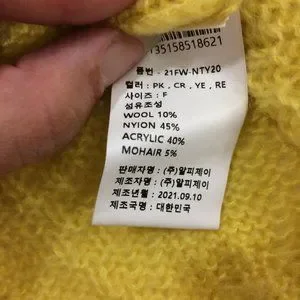 135158518621
품번 : 21FW-NTY20
컬러 : PK , CR , YE , RE
사이즈 : F
섬유조성
WOOL 10%
NYION 45%
ACRYLIC 40%
MOHAIR 5%
판매자명 : (주)알피제이
제조자명 : (주)알피제이
제조년월 : 2021.09.10
제조국명 : 대한민국